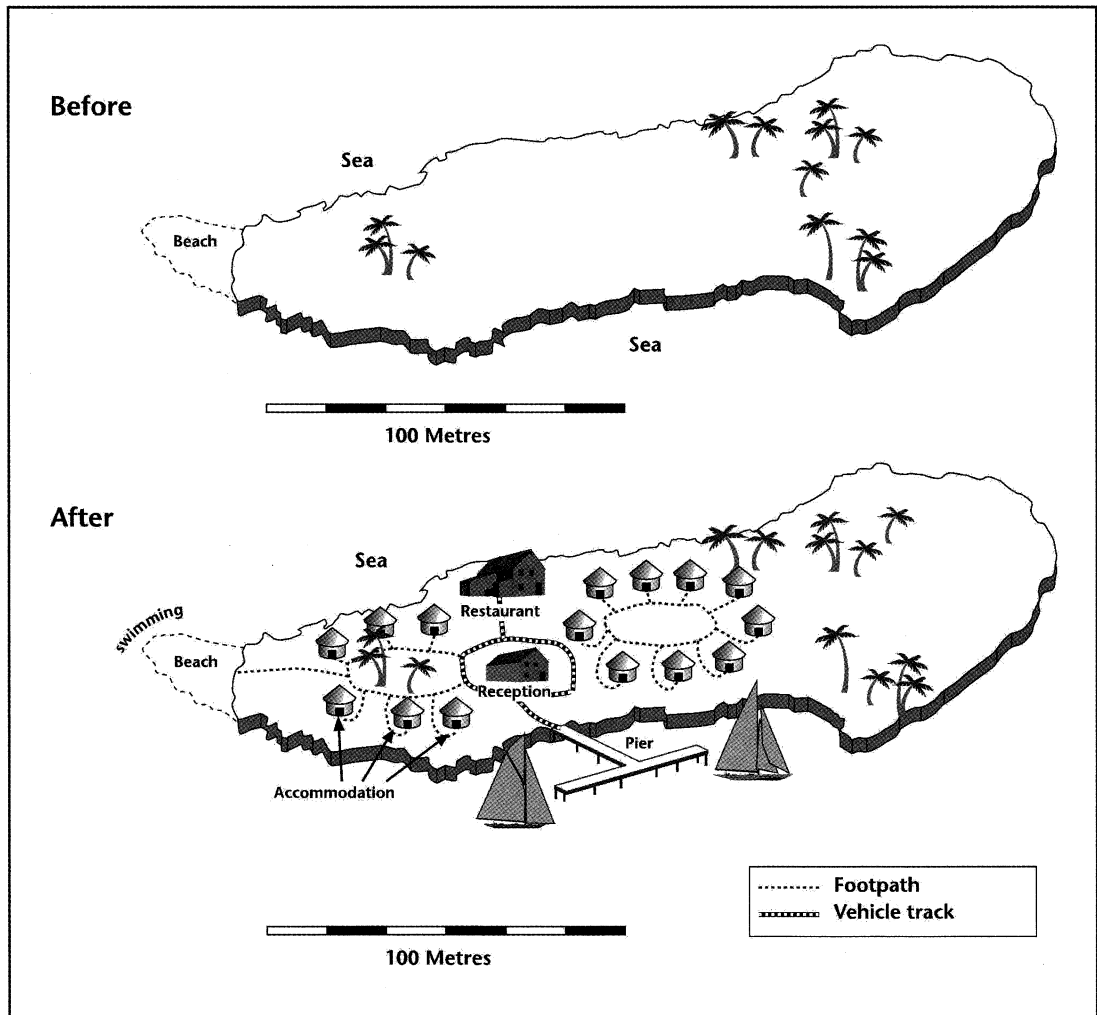 Before
Sea
Beach
Sea
100 Metres
After
Sea
swimming
Restaurant
Beach
Reception
Pier
Accommodation
Footpath
Vehicle track
100 Metres